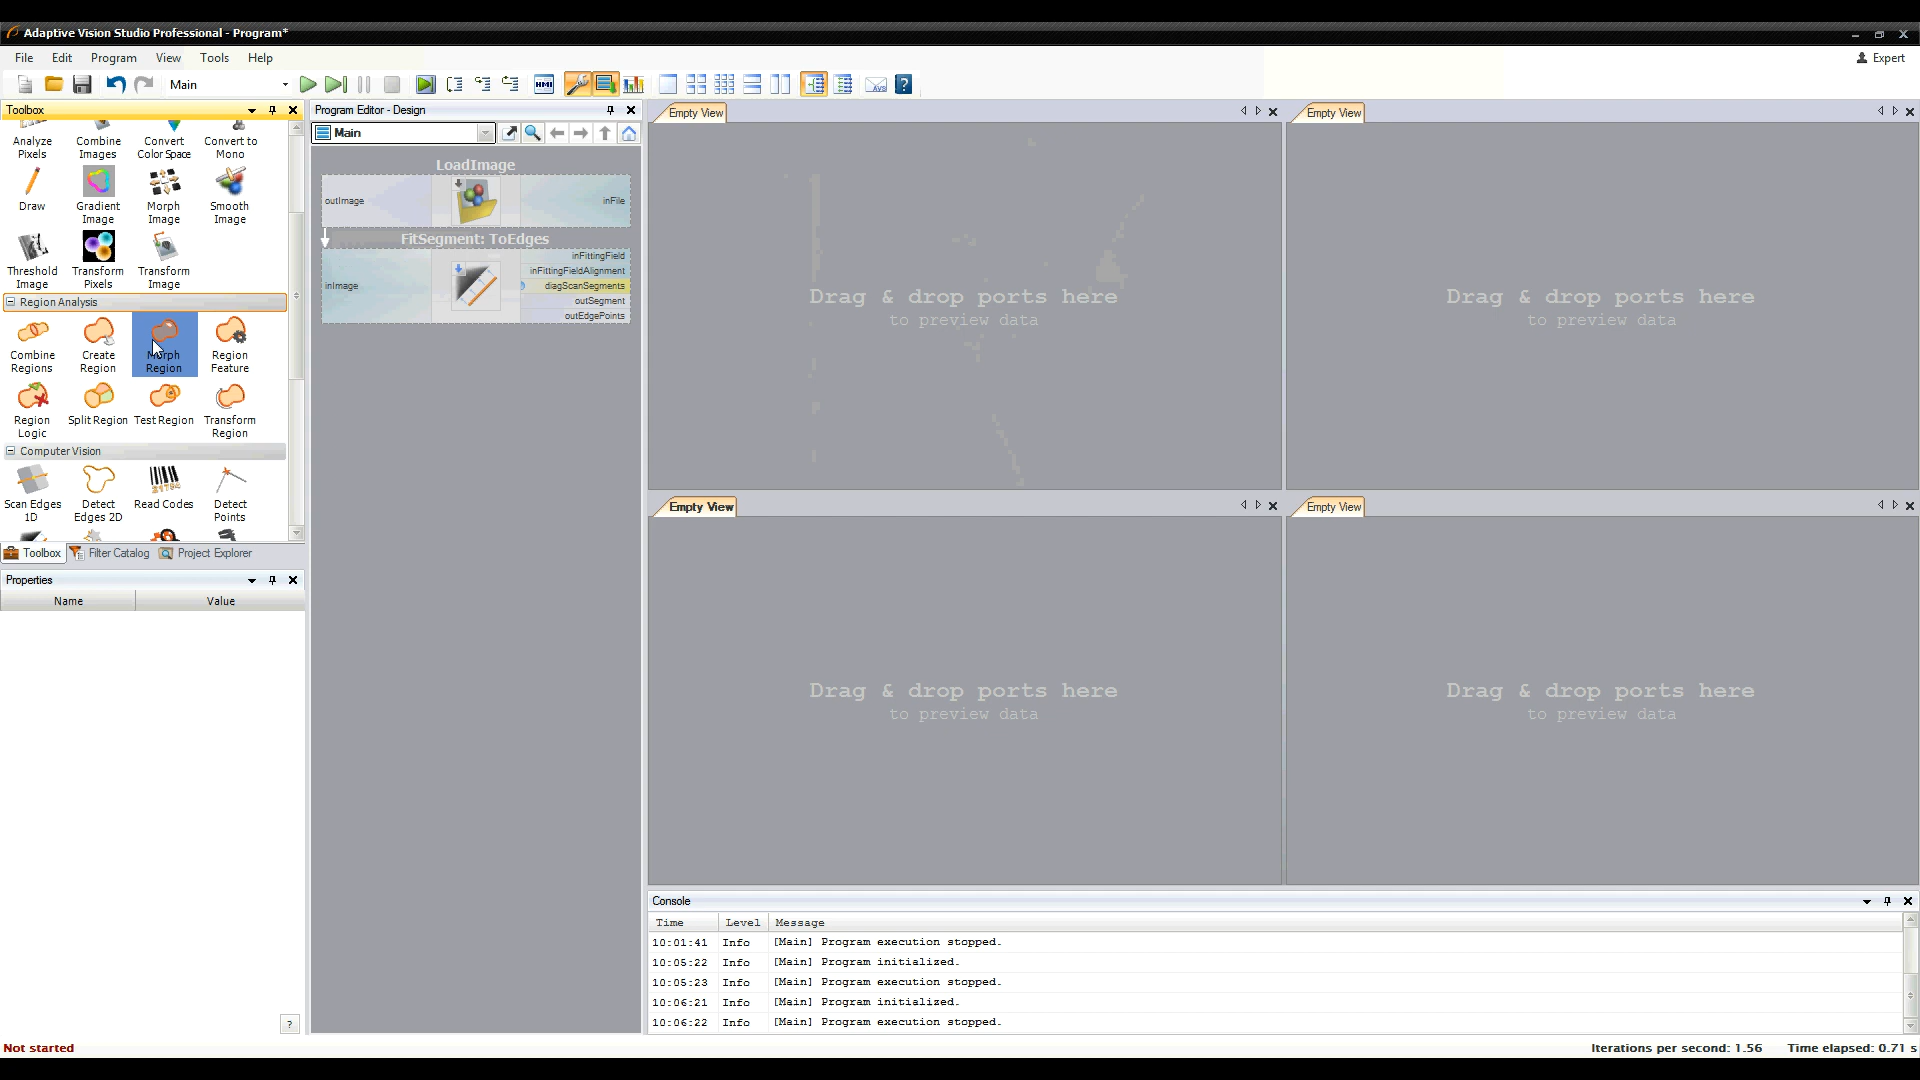 Adaptive Vision Studio Professional - Program*
File Edit Program View Tools Help
Expert
Main
HMI
AVS
?
Toolbox
Analyze Pixels
Combine Images
Convert Color Space
Convert to Mono
Draw
Gradient Image
Morph Image
Smooth Image
Threshold Image
Transform Pixels
Transform Image
Region Analysis
Combine Regions
Create Region
Morph Region
Region Feature
Region Logic
Split Region
Test Region
Transform Region
Computer Vision
Scan Edges 1D
Detect Edges 2D
Read Codes
Detect Points
Toolbox Filter Catalog Project Explorer
Properties
Name Value
?
Not started
Program Editor - Design
Main
LoadImage
outImage inFile
FitSegment: ToEdges
inImage
inFittingField
inFittingFieldAlignment
diagScanSegments
outSegment
outEdgePoints
Empty View
Drag & drop ports here
to preview data
Empty View
Drag & drop ports here
to preview data
Empty View
Drag & drop ports here
to preview data
Empty View
Drag & drop ports here
to preview data
Console
Time Level Message
10:01:41 Info [Main] Program execution stopped.
10:05:22 Info [Main] Program initialized.
10:05:23 Info [Main] Program execution stopped.
10:06:21 Info [Main] Program initialized.
10:06:22 Info [Main] Program execution stopped.
Iterations per second: 1.56 Time elapsed: 0.71 s